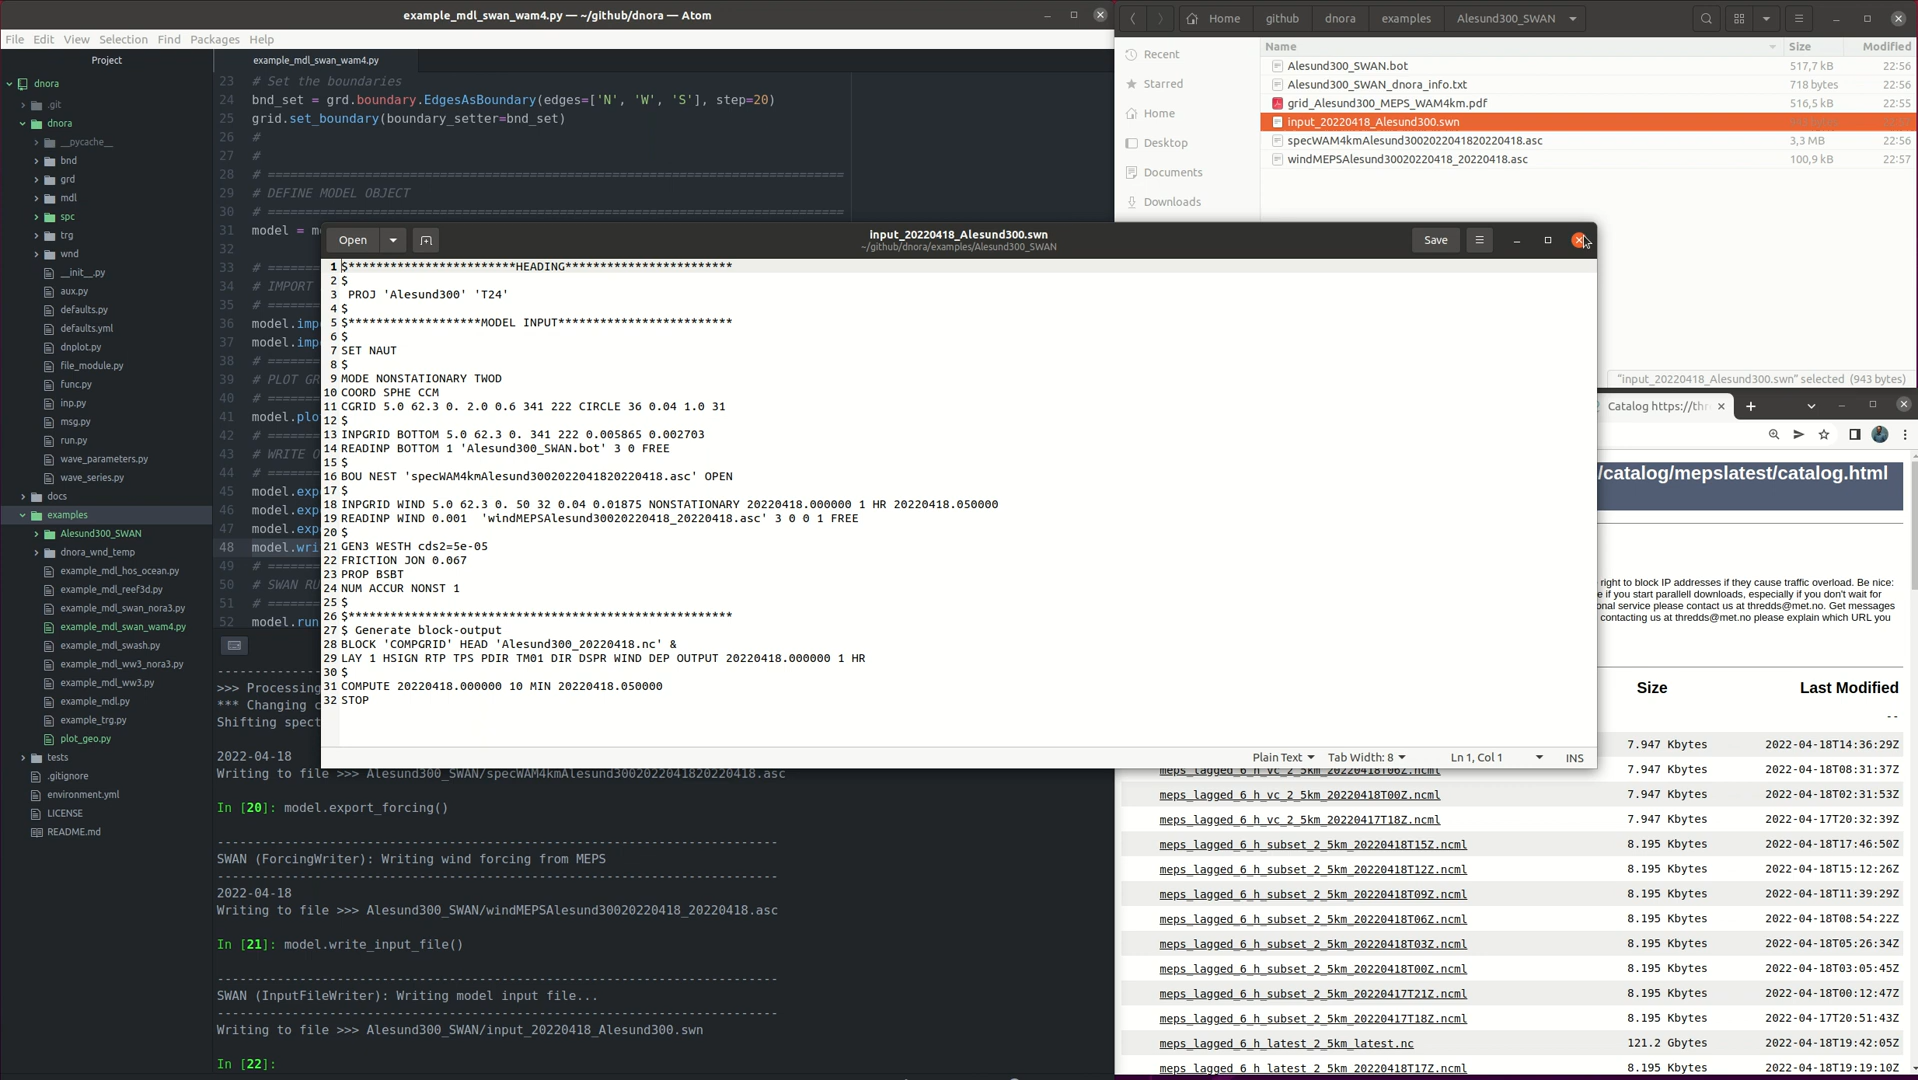 example_mdl_swan_wam4.py — ~/github/dnora — Atom
File Edit View Selection Find Packages Help
Project
dnora
.git
dnora
__pycache__
bnd
grd
mdl
spc
trg
wnd
__init__.py
aux.py
defaults.py
defaults.yml
dnplot.py
file_module.py
func.py
inp.py
msg.py
run.py
wave_parameters.py
wave_series.py
docs
examples
Alesund300_SWAN
dnora_wnd_temp
example_mdl_hos_ocean.py
example_mdl_reef3d.py
example_mdl_swan_nora3.py
example_mdl_swan_wam4.py
example_mdl_swash.py
example_mdl_ww3_nora3.py
example_mdl_ww3.py
example_mdl.py
example_trg.py
plot_geo.py
tests
.gitignore
environment.yml
LICENSE
README.md
example_mdl_swan_wam4.py
23 # Set the boundaries
24 bnd_set = grd.boundary.EdgesAsBoundary(edges=['N', 'W', 'S'], step=20)
25 grid.set_boundary(boundary_setter=bnd_set)
26 #
27 #
28 # =============================================================================
29 # DEFINE MODEL OBJECT
30 # =============================================================================
31 model = m
32
33 # =====
34 # IMPORT
35 # =====
36 model.imp
37 model.imp
38 # =====
39 # PLOT GR
40 # =====
41 model.plo
42 # =====
43 # WRITE O
44 # =====
45 model.exp
46 model.exp
47 model.exp
48 model.wri
49 # =====
50 # SWAN RU
51 # =====
52 model.run
>>> Processing
*** Changing c
Shifting spect
2022-04-18
Writing to file >>> Alesund300_SWAN/specWAM4kmAlesund3002022041820220418.asc
In [20]: model.export_forcing()
SWAN (ForcingWriter): Writing wind forcing from MEPS
2022-04-18
Writing to file >>> Alesund300_SWAN/windMEPSAlesund30020220418_20220418.asc
In [21]: model.write_input_file()
SWAN (InputFileWriter): Writing model input file...
Writing to file >>> Alesund300_SWAN/input_20220418_Alesund300.swn
In [22]:
Open
input_20220418_Alesund300.swn
~/github/dnora/examples/Alesund300_SWAN
Save
1 $************************HEADING************************
2 $
3  PROJ 'Alesund300' 'T24'
4 $
5 $*******************MODEL INPUT*************************
6 $
7 SET NAUT
8 $
9 MODE NONSTATIONARY TWOD
10 COORD SPHE CCM
11 CGRID 5.0 62.3 0. 2.0 0.6 341 222 CIRCLE 36 0.04 1.0 31
12 $
13 INPGRID BOTTOM 5.0 62.3 0. 341 222 0.005865 0.002703
14 READINP BOTTOM 1 'Alesund300_SWAN.bot' 3 0 FREE
15 $
16 BOU NEST 'specWAM4kmAlesund3002022041820220418.asc' OPEN
17 $
18 INPGRID WIND 5.0 62.3 0. 50 32 0.04 0.01875 NONSTATIONARY 20220418.000000 1 HR 20220418.050000
19 READINP WIND 0.001  'windMEPSAlesund30020220418_20220418.asc' 3 0 0 1 FREE
20 $
21 GEN3 WESTH cds2=5e-05
22 FRICTION JON 0.067
23 PROP BSBT
24 NUM ACCUR NONST 1
25 $
26 $*******************************************************
27 $ Generate block-output
28 BLOCK 'COMPGRID' HEAD 'Alesund300_20220418.nc' &
29 LAY 1 HSIGN RTP TPS PDIR TM01 DIR DSPR WIND DEP OUTPUT 20220418.000000 1 HR
30 $
31 COMPUTE 20220418.000000 10 MIN 20220418.050000
32 STOP
Plain Text Tab Width: 8 Ln 1, Col 1 INS
Home github dnora examples Alesund300_SWAN
Recent
Starred
Home
Desktop
Documents
Downloads
Name Size Modified
Alesund300_SWAN.bot 517,7 kB 22:56
Alesund300_SWAN_dnora_info.txt 718 bytes 22:56
grid_Alesund300_MEPS_WAM4km.pdf 516,5 kB 22:55
input_20220418_Alesund300.swn
specWAM4kmAlesund3002022041820220418.asc 3,3 MB 22:56
windMEPSAlesund30020220418_20220418.asc 100,9 kB 22:57
"input_20220418_Alesund300.swn" selected (943 bytes)
Catalog https://thr
/catalog/mepslatest/catalog.html
right to block IP addresses if they cause traffic overload. Be nice:
e if you start parallell downloads, especially if you don't wait for
onal service please contact us at thredds@met.no. Get messages
contacting us at thredds@met.no please explain which URL you
Size Last Modified
--
7.947 Kbytes 2022-04-18T14:36:29Z
meps_lagged_6_h_vc_2_5km_20220418T06Z.ncml 7.947 Kbytes 2022-04-18T08:31:37Z
meps_lagged_6_h_vc_2_5km_20220418T00Z.ncml 7.947 Kbytes 2022-04-18T02:31:53Z
meps_lagged_6_h_vc_2_5km_20220417T18Z.ncml 7.947 Kbytes 2022-04-17T20:32:39Z
meps_lagged_6_h_subset_2_5km_20220418T15Z.ncml 8.195 Kbytes 2022-04-18T17:46:50Z
meps_lagged_6_h_subset_2_5km_20220418T12Z.ncml 8.195 Kbytes 2022-04-18T15:12:26Z
meps_lagged_6_h_subset_2_5km_20220418T09Z.ncml 8.195 Kbytes 2022-04-18T11:39:29Z
meps_lagged_6_h_subset_2_5km_20220418T06Z.ncml 8.195 Kbytes 2022-04-18T08:54:22Z
meps_lagged_6_h_subset_2_5km_20220418T03Z.ncml 8.195 Kbytes 2022-04-18T05:26:34Z
meps_lagged_6_h_subset_2_5km_20220418T00Z.ncml 8.195 Kbytes 2022-04-18T03:05:45Z
meps_lagged_6_h_subset_2_5km_20220417T21Z.ncml 8.195 Kbytes 2022-04-18T00:12:47Z
meps_lagged_6_h_subset_2_5km_20220417T18Z.ncml 8.195 Kbytes 2022-04-17T20:51:43Z
meps_lagged_6_h_latest_2_5km_latest.nc 121.2 Gbytes 2022-04-18T19:42:05Z
meps_lagged_6_h_latest_2_5km_20220418T17Z.nc 8.195 Kbytes 2022-04-18T19:19:10Z